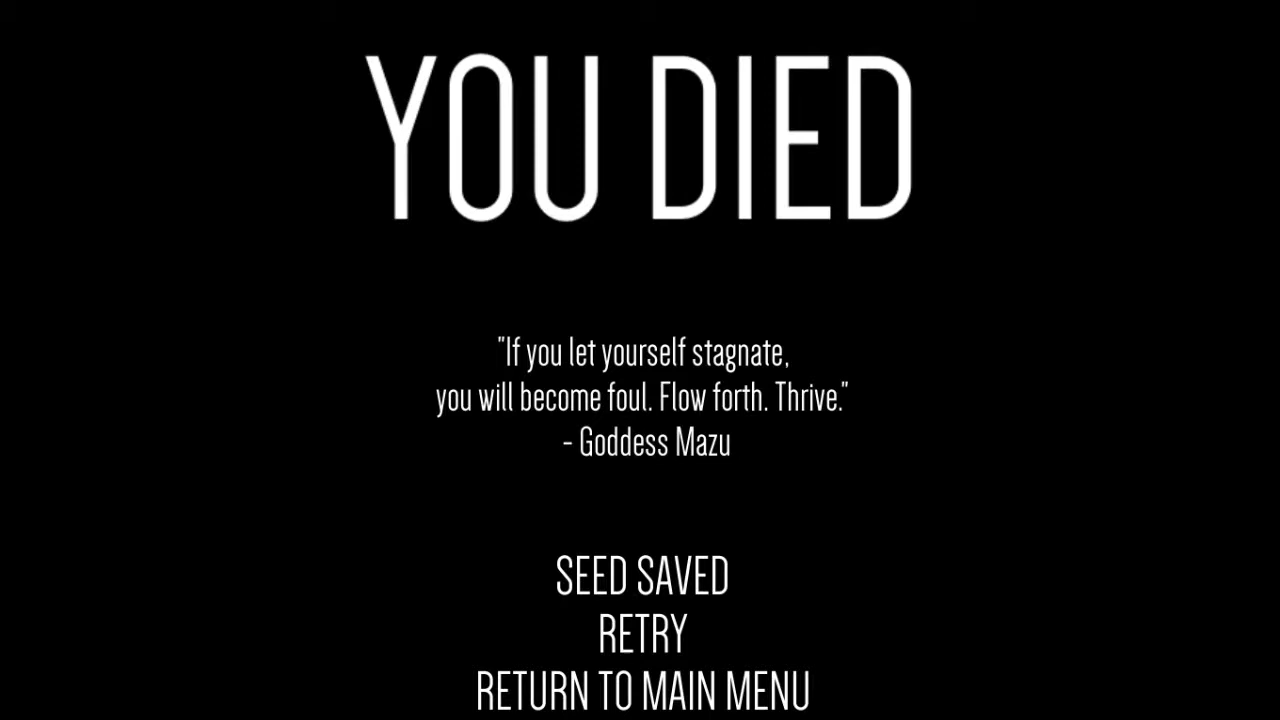 YOU DIED
"If you let yourself stagnate,
you will become foul. Flow forth. Thrive."
- Goddess Mazu
SEED SAVED
RETRY
RETURN TO MAIN MENU